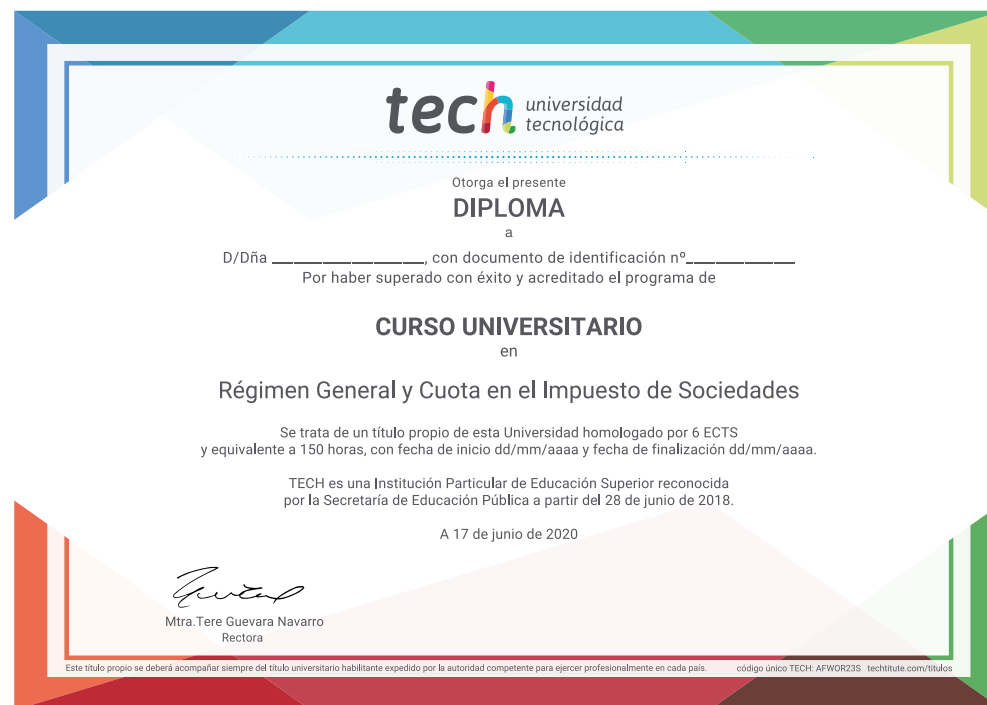 tech universidad
tecnológica
Otorga el presente
DIPLOMA
a
D/Dña ______________, con documento de identificación nº__________
Por haber superado con éxito y acreditado el programa de
CURSO UNIVERSITARIO
en
Régimen General y Cuota en el Impuesto de Sociedades
Se trata de un título propio de esta Universidad homologado por 6 ECTS
y equivalente a 150 horas, con fecha de inicio dd/mm/aaaa y fecha de finalización dd/mm/aaaa.
TECH es una Institución Particular de Educación Superior reconocida
por la Secretaría de Educación Pública a partir del 28 de junio de 2018.
A 17 de junio de 2020
Mtra.Tere Guevara Navarro
Rectora
Este título propio se deberá acompañar siempre del título universitario habilitante expedido por la autoridad competente para ejercer profesionalmente en cada país. código único TECH: AFWOR23S techtitute.com/titulos